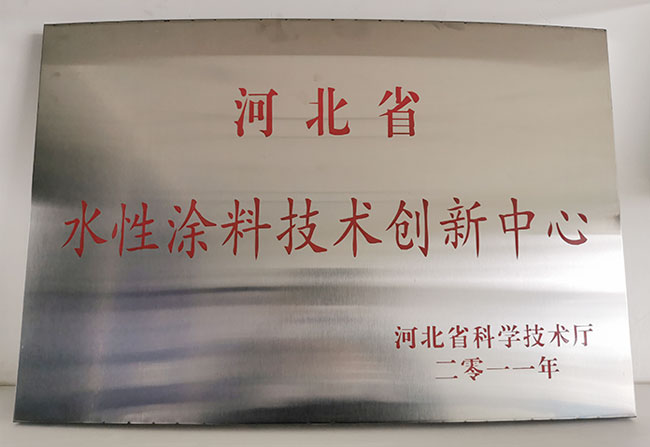 河北省
水性涂料技术创新中心
河北省科学技术厅
二零一一年